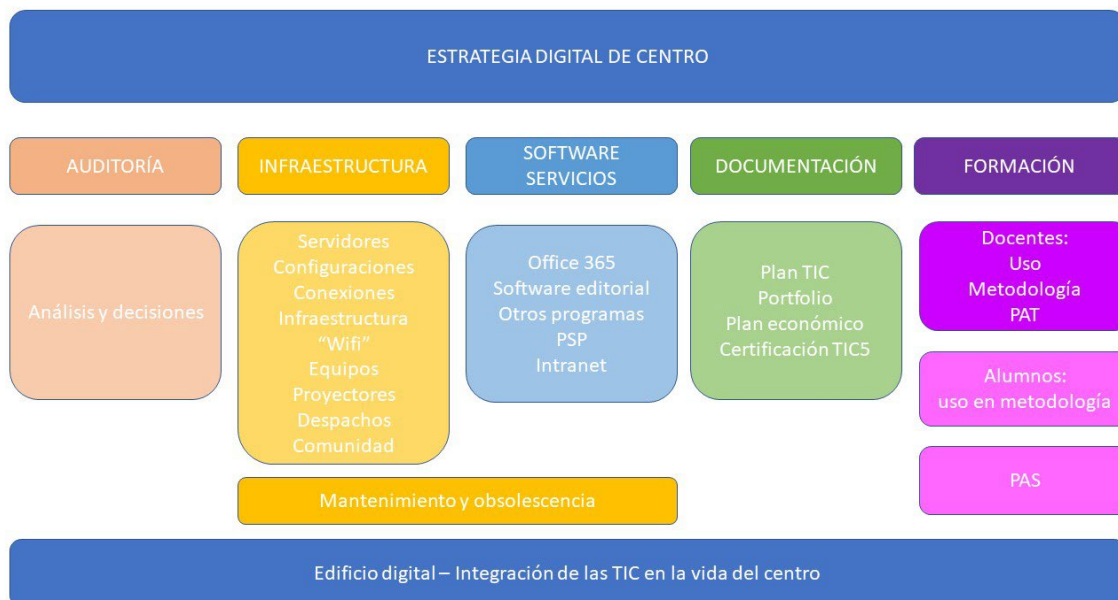 ESTRATEGIA DIGITAL DE CENTRO
AUDITORÍA
INFRAESTRUCTURA
SOFTWARE
SERVICIOS
DOCUMENTACIÓN
FORMACIÓN
Análisis y decisiones
Servidores
Configuraciones
Conexiones
Infraestructura
“Wifi”
Equipos
Proyectores
Despachos
Comunidad
Office 365
Software editorial
Otros programas
PSP
Intranet
Plan TIC
Portfolio
Plan económico
Certificación TIC5
Docentes:
Uso
Metodología
PAT
Alumnos:
uso en metodología
PAS
Mantenimiento y obsolescencia
Edificio digital – Integración de las TIC en la vida del centro